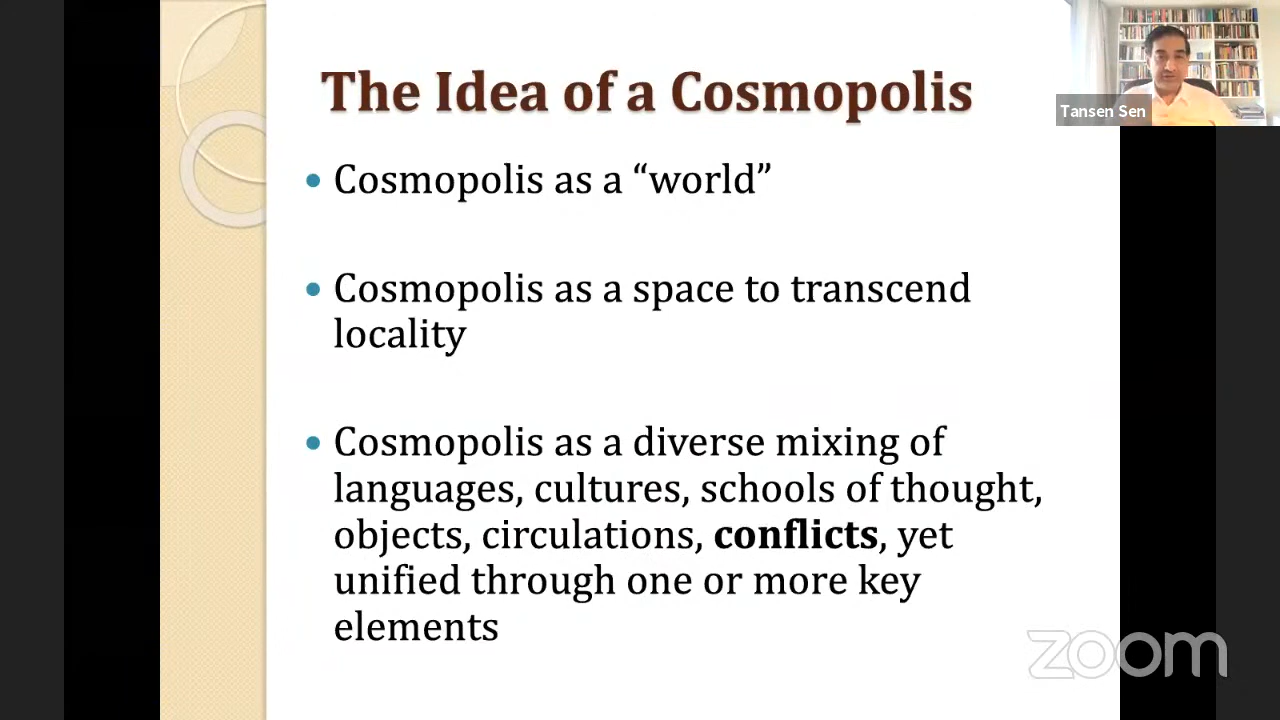 The Idea of a Cosmopolis
Tansen Sen
• Cosmopolis as a “world”
• Cosmopolis as a space to transcend
locality
• Cosmopolis as a diverse mixing of
languages, cultures, schools of thought,
objects, circulations, conflicts, yet
unified through one or more key
elements
zoom